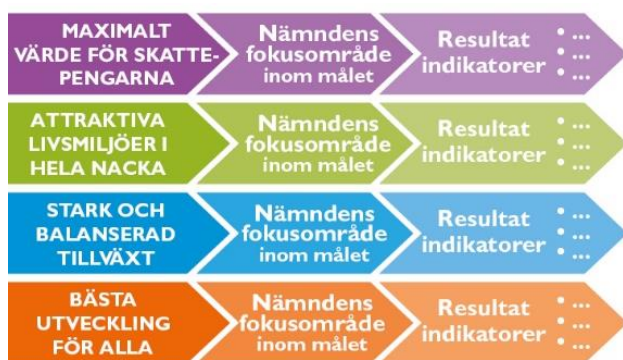 MAXIMALT
VÄRDE FÖR SKATTE-
PENGARNA
Nämndens
fokusområde
inom målet
Resultat
indikatorer
• ...
• ...
• ...
ATTRAKTIVA
LIVSMILJÖER I
HELA NACKA
Nämndens
fokusområde
inom målet
Resultat
indikatorer
• ...
• ...
• ...
STARK OCH
BALANSERAD
TILLVÄXT
Nämndens
fokusområde
inom målet
Resultat
indikatorer
• ...
• ...
• ...
BÄSTA
UTVECKLING
FÖR ALLA
Nämndens
fokusområde
inom målet
Resultat
indikatorer
• ...
• ...
• ...